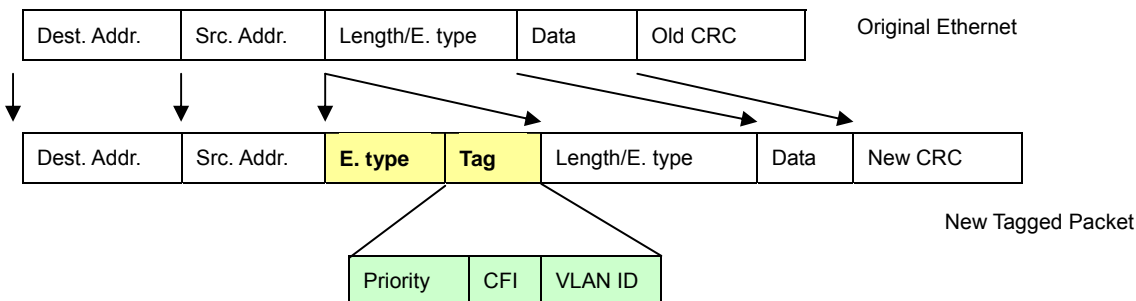 Dest. Addr. Src. Addr. Length/E. type Data Old CRC Original Ethernet
Dest. Addr. Src. Addr. E. type Tag Length/E. type Data New CRC
New Tagged Packet
Priority CFI VLAN ID